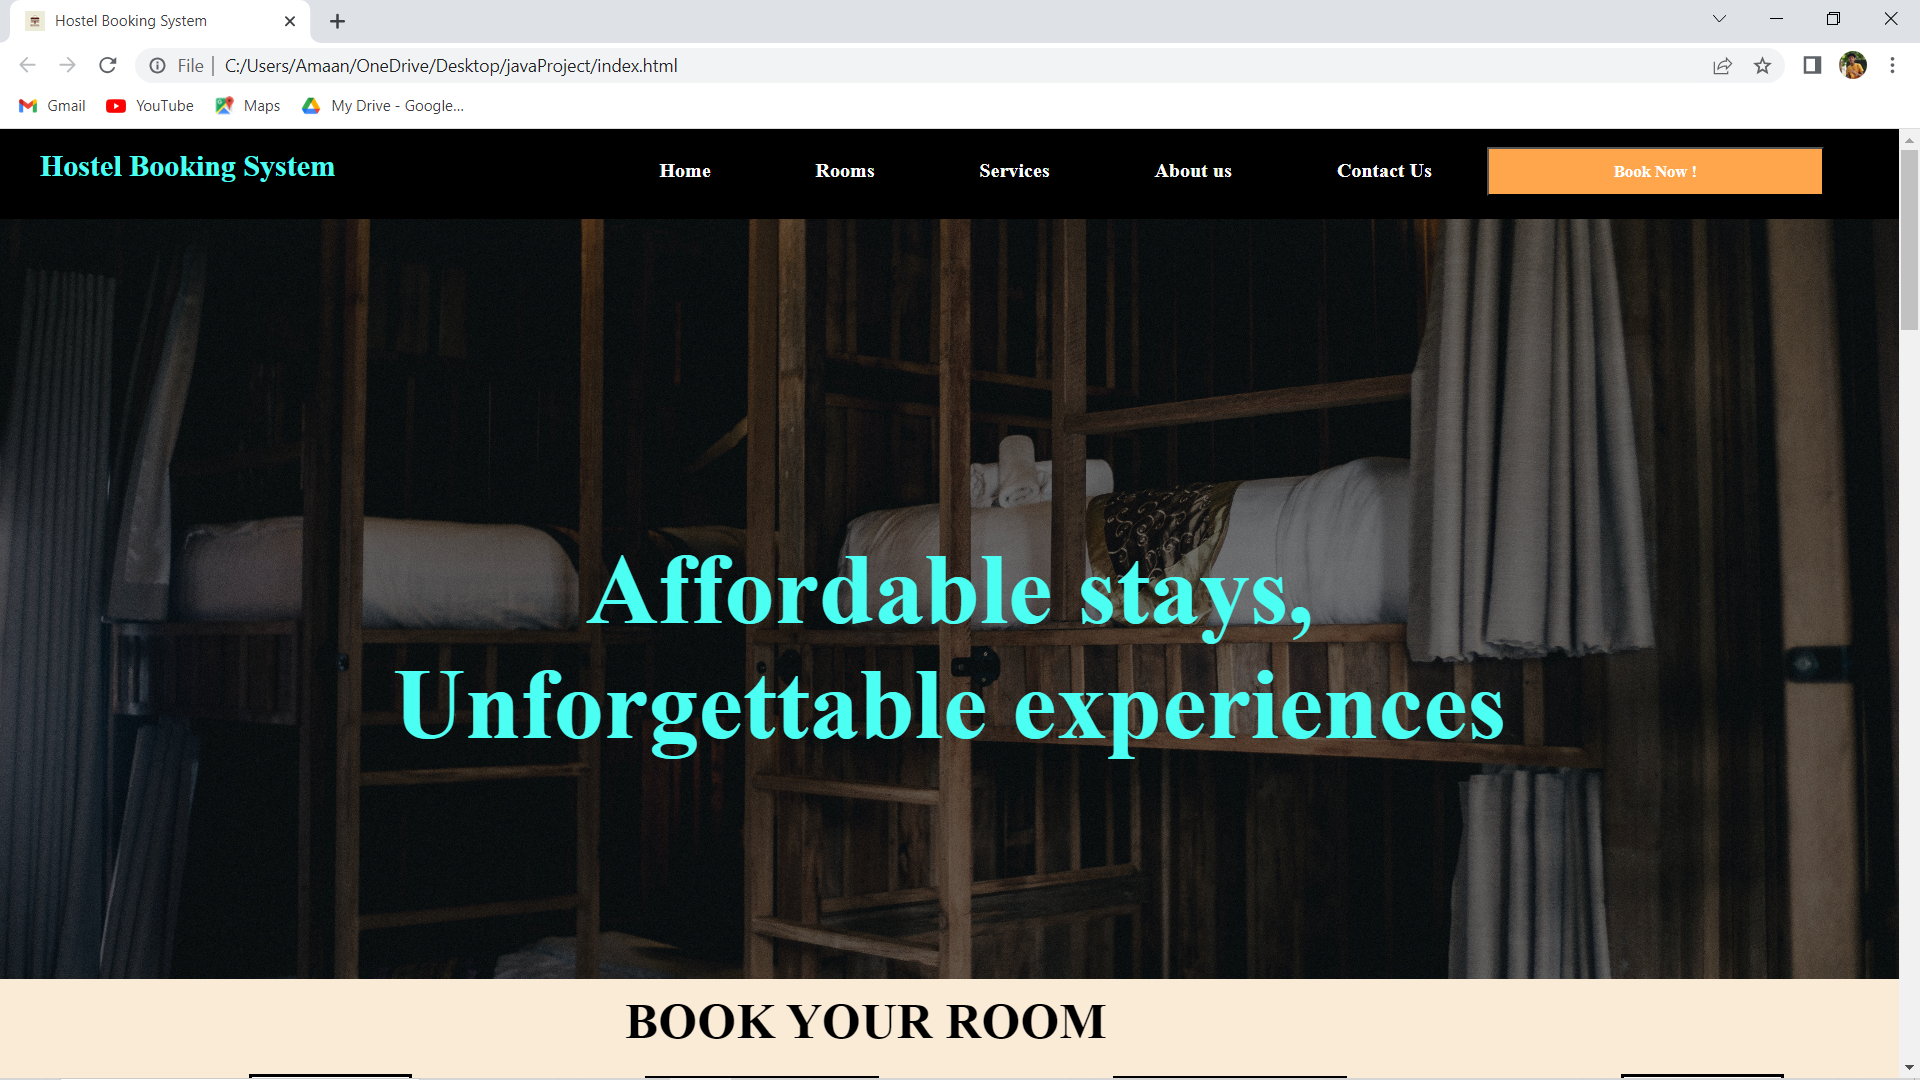 Hostel Booking System
File | C:/Users/Amaan/OneDrive/Desktop/javaProject/index.html
Gmail YouTube Maps My Drive - Google...
Hostel Booking System Home Rooms Services About us Contact Us Book Now !
Affordable stays,
Unforgettable experiences
BOOK YOUR ROOM